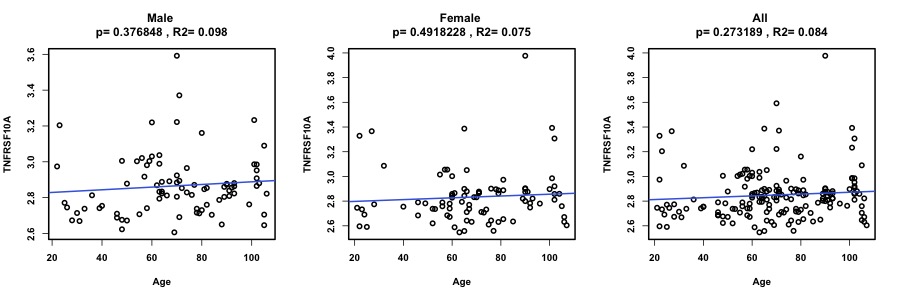 Male
p= 0.376848 , R2= 0.098
TNFRSF10A
2.6 2.8 3.0 3.2 3.4 3.6
20 40 60 80 100
Age
Female
p= 0.4918228 , R2= 0.075
TNFRSF10A
2.6 2.8 3.0 3.2 3.4 3.6 3.8 4.0
20 40 60 80 100
Age
All
p= 0.273189 , R2= 0.084
TNFRSF10A
2.6 2.8 3.0 3.2 3.4 3.6 3.8 4.0
20 40 60 80 100
Age